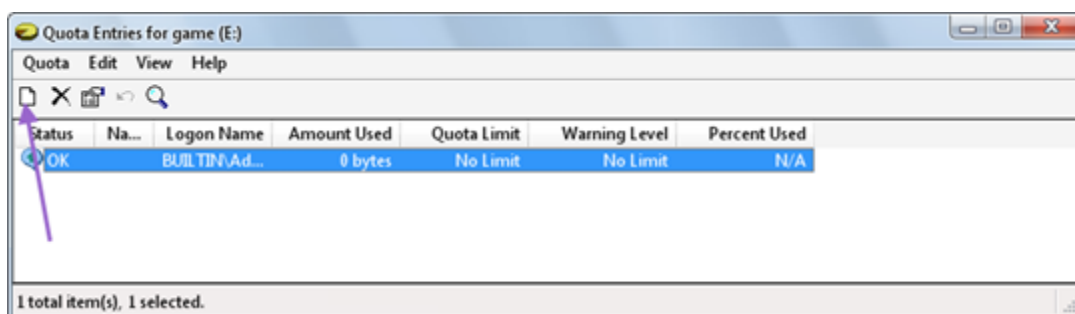 Quota Entries for game (E:)
Quota Edit View Help
Status Na... Logon Name Amount Used Quota Limit Warning Level Percent Used
OK BUILTIN\Ad... 0 bytes No Limit No Limit N/A
1 total item(s), 1 selected.